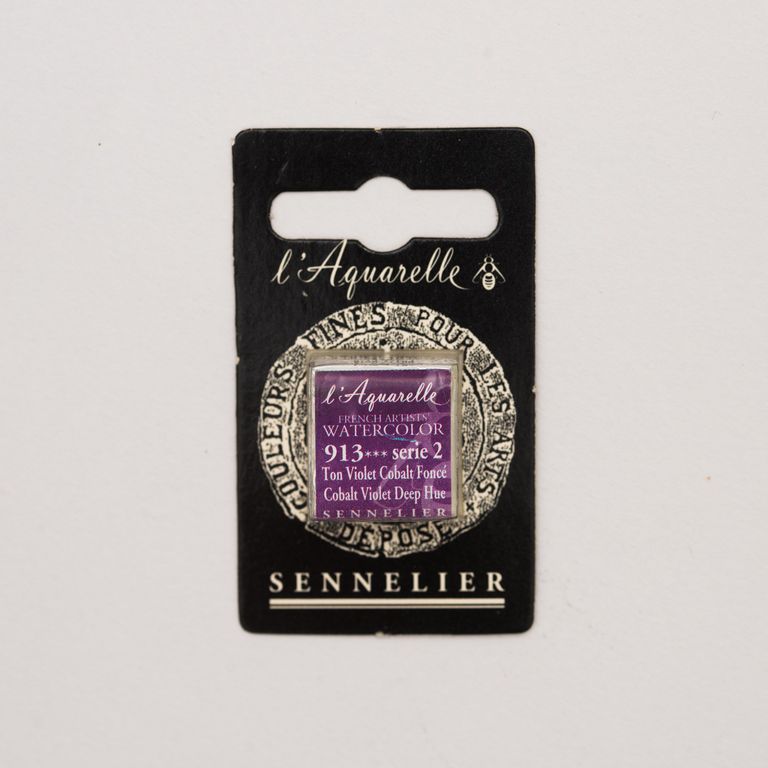 l'Aquarelle
COULEURS FINES POUR LES ARTS
DÉPOSÉ
l'Aquarelle
FRENCH ARTISTS'
WATERCOLOR
913*** serie 2
Ton Violet Cobalt Foncé
Cobalt Violet Deep Hue
SENNELIER
SENNELIER